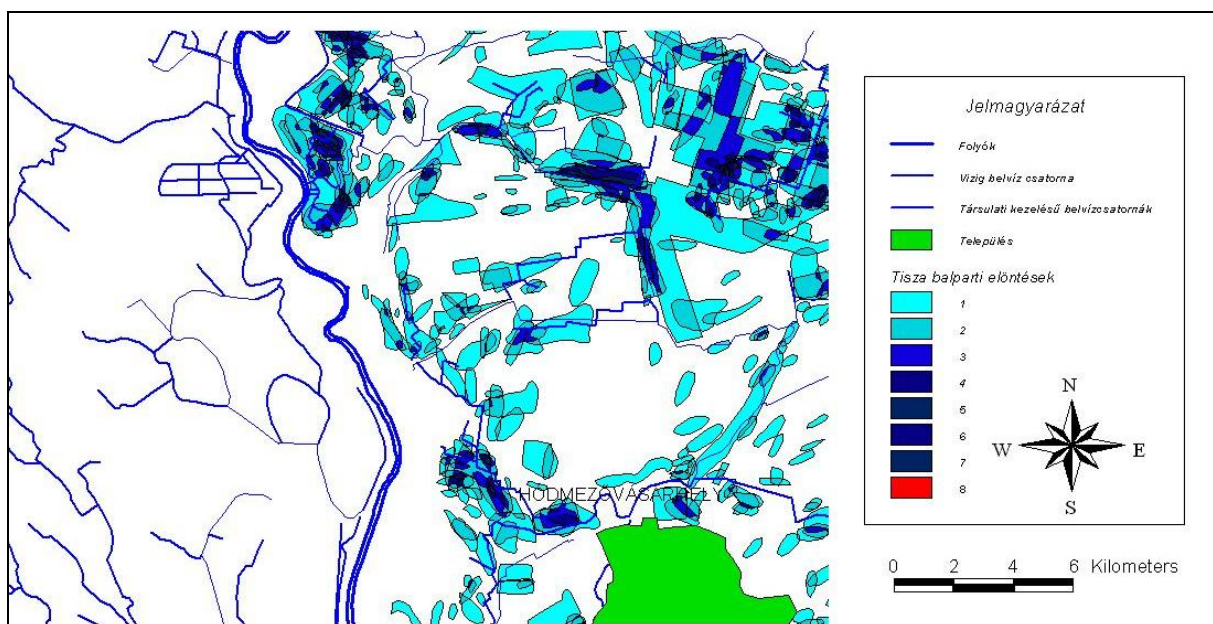 HÓDMEZŐVÁSÁRHELY
Jelmagyarázat
Folyók
Vizig belvíz csatorna
Társulati kezelésű belvízcsatornák
Település
Tisza balparti elöntések
1
2
3
4
5
6
7
8
N
W E
S
0 2 4 6 Kilometers